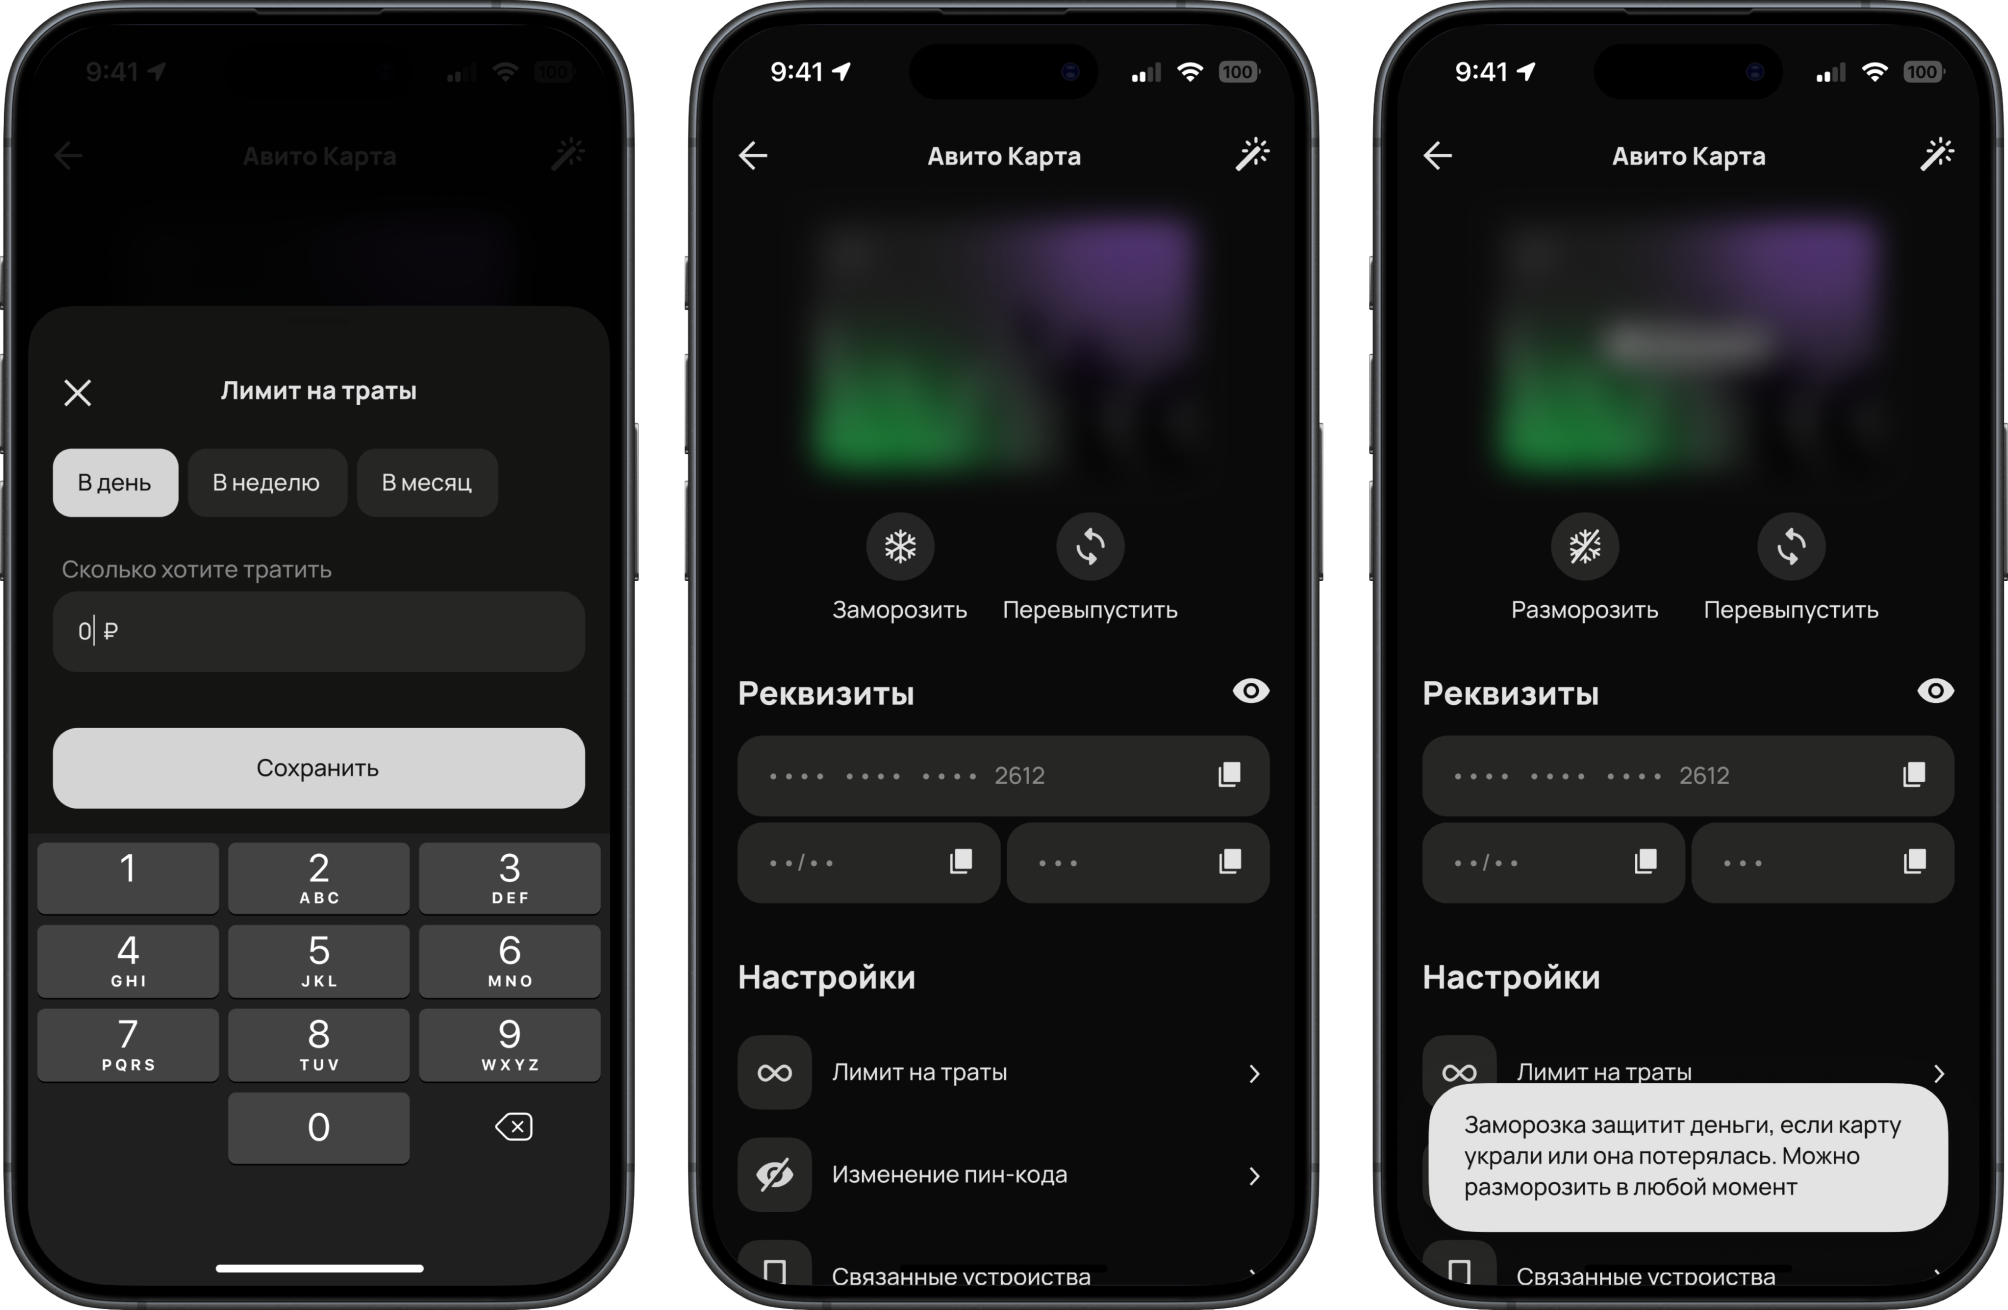 9:41
100
Авито Карта
Лимит на траты
В день В неделю В месяц
Сколько хотите тратить
0 ₽
Сохранить
1 2 3
ABC DEF
4 5 6
GHI JKL MNO
7 8 9
PQRS TUV WXYZ
0
9:41 100
Авито Карта
Заморозить Перевыпустить
Реквизиты
•••• •••• •••• 2612
••/•• •••
Настройки
Лимит на траты
Изменение пин-кода
Связанные устройства
9:41 100
Авито Карта
Разморозить Перевыпустить
Реквизиты
•••• •••• •••• 2612
••/•• •••
Настройки
Лимит на траты
Заморозка защитит деньги, если карту
украли или она потерялась. Можно
разморозить в любой момент
Связанные устройства